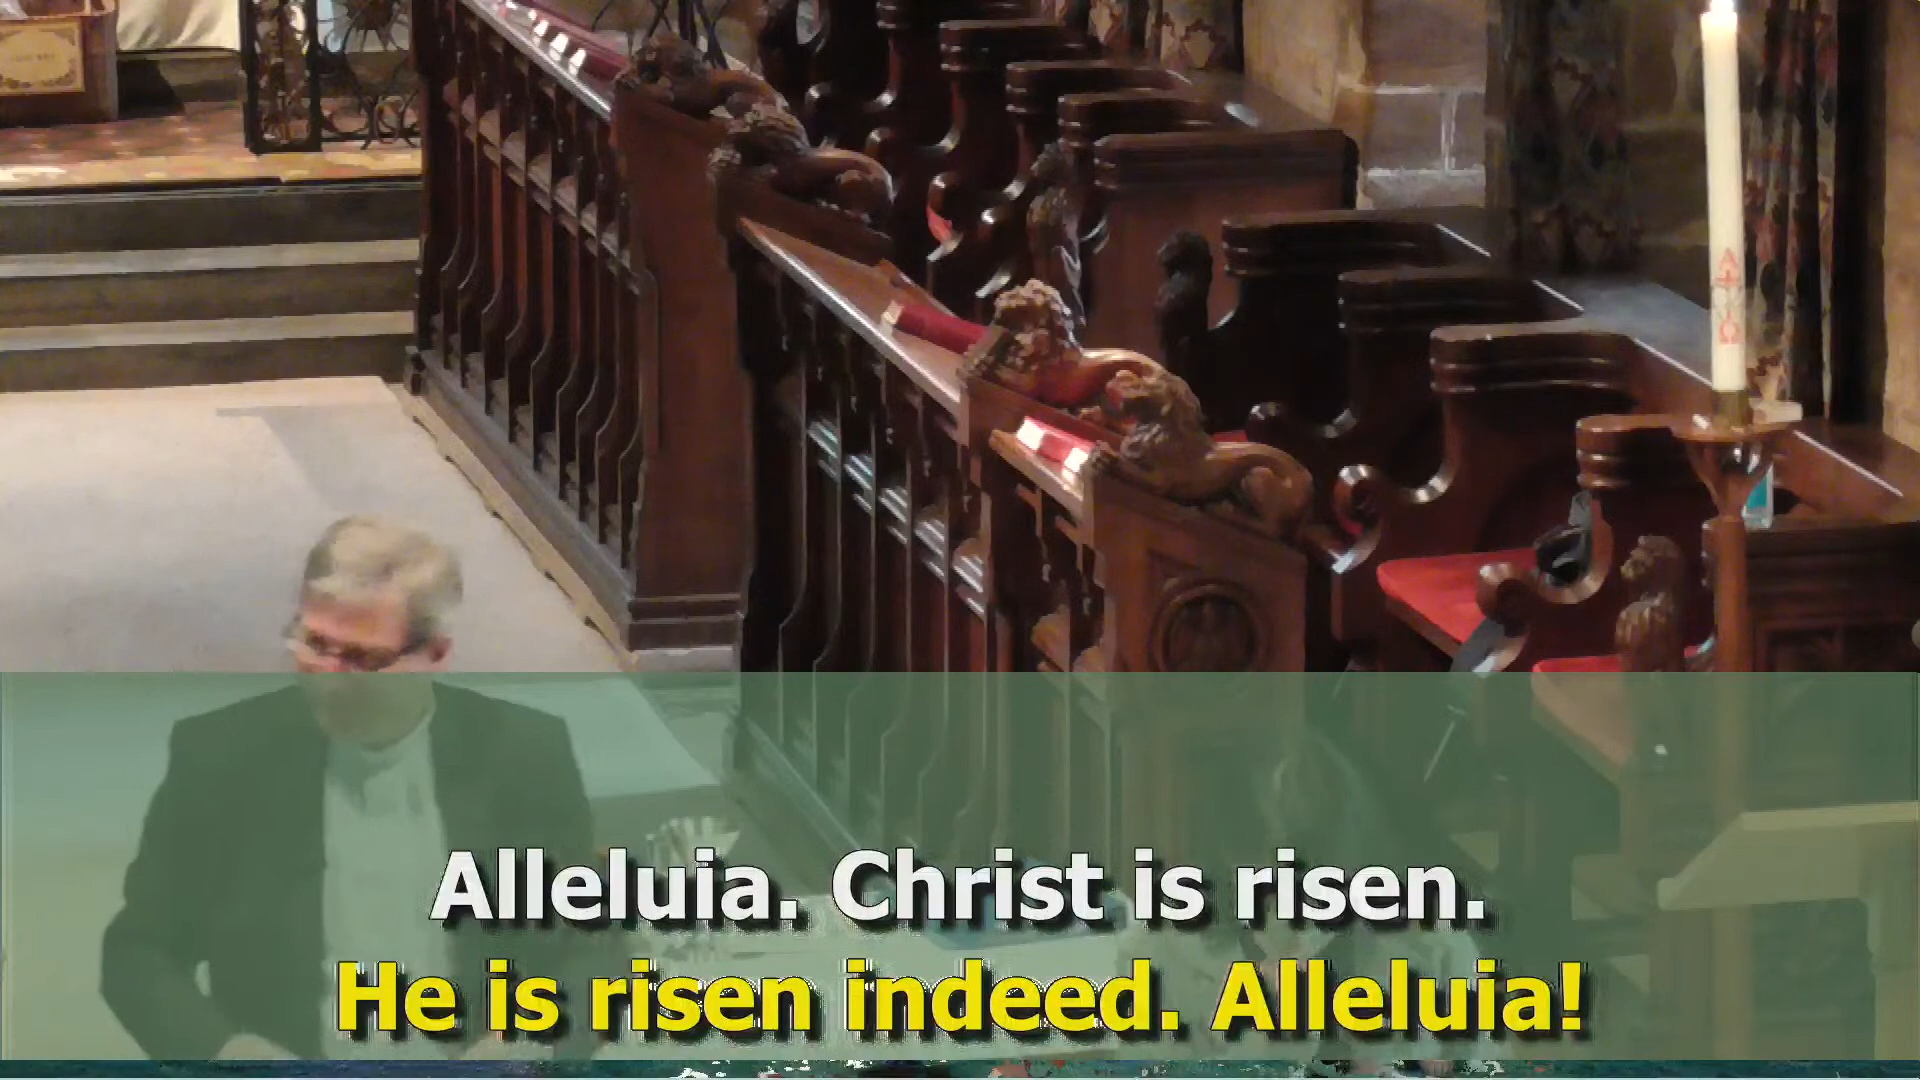 Alleluia. Christ is risen.
He is risen indeed. Alleluia!
Α
Ω